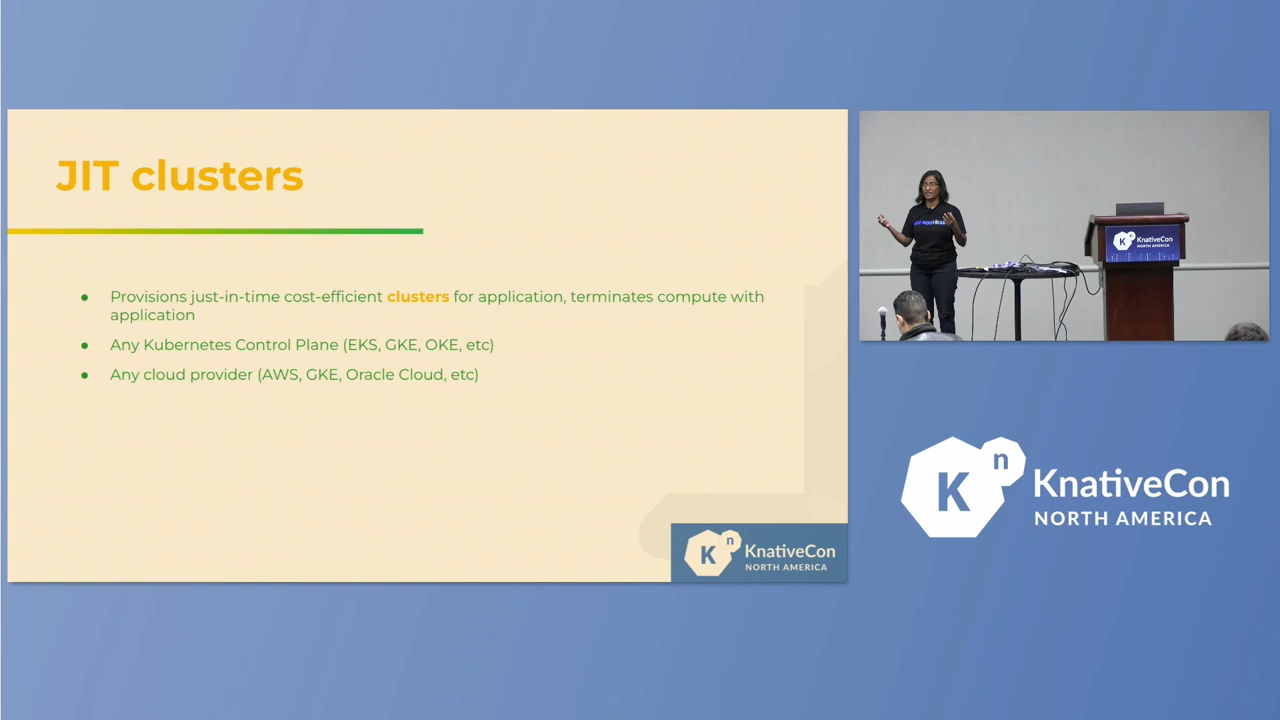 JIT clusters
● Provisions just-in-time cost-efficient clusters for application, terminates compute with
application
● Any Kubernetes Control Plane (EKS, GKE, OKE, etc)
● Any cloud provider (AWS, GKE, Oracle Cloud, etc)
K n KnativeCon
NORTH AMERICA
K n KnativeCon
NORTH AMERICA
K n KnativeCon
NORTH AMERICA